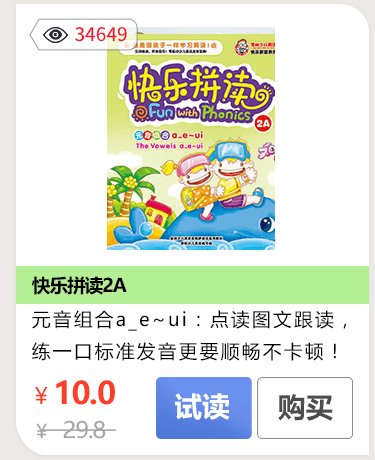 34649
快乐拼读
Fun with Phonics
2A
元音组合 a_e~ui
The Vowels a_e-ui
快乐拼读2A
元音组合a_e~ui：点读图文跟读，
练一口标准发音更要顺畅不卡顿！
¥ 10.0
¥ 29.8
试读
购买